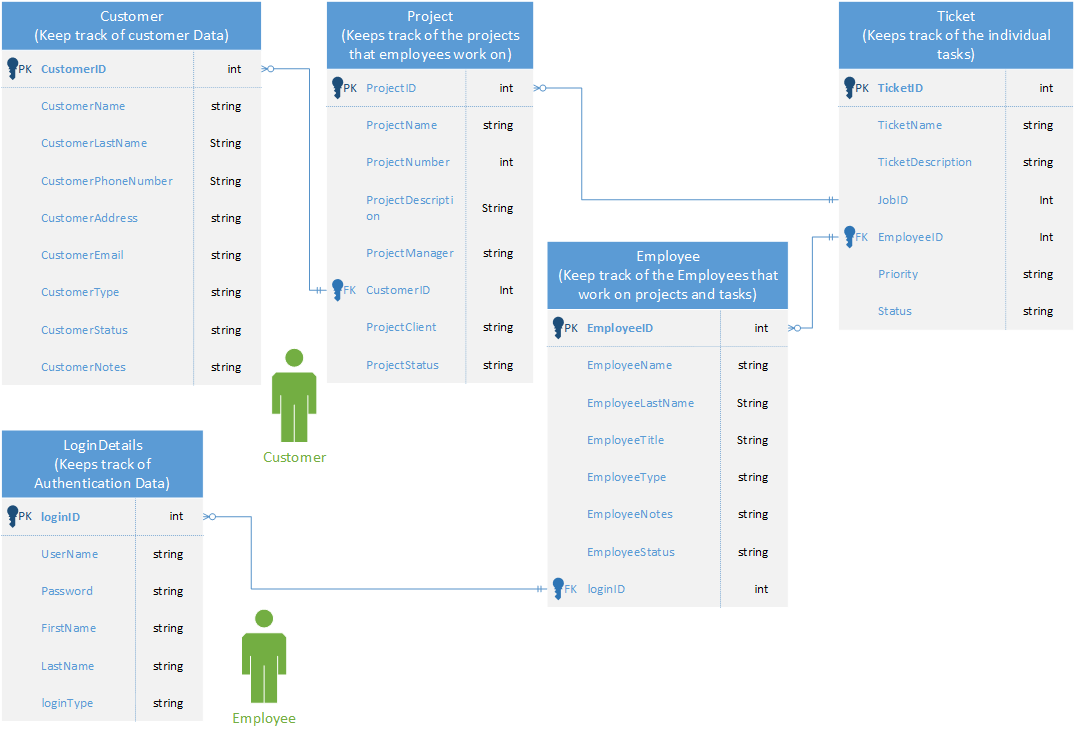 Customer
(Keep track of customer Data)
PK CustomerID int
CustomerName string
CustomerLastName String
CustomerPhoneNumber String
CustomerAddress string
CustomerEmail string
CustomerType string
CustomerStatus string
CustomerNotes string
Project
(Keeps track of the projects
that employees work on)
PK ProjectID int
ProjectName string
ProjectNumber int
ProjectDescripti
on
String
ProjectManager string
FK CustomerID Int
ProjectClient string
ProjectStatus string
Ticket
(Keeps track of the individual
tasks)
PK TicketID int
TicketName string
TicketDescription string
JobID Int
FK EmployeeID Int
Priority string
Status string
Employee
(Keep track of the Employees that
work on projects and tasks)
PK EmployeeID int
EmployeeName string
EmployeeLastName String
EmployeeTitle String
EmployeeType string
EmployeeNotes string
EmployeeStatus string
FK loginID int
Customer
LoginDetails
(Keeps track of
Authentication Data)
PK loginID int
UserName string
Password string
FirstName string
LastName string
loginType string
Employee